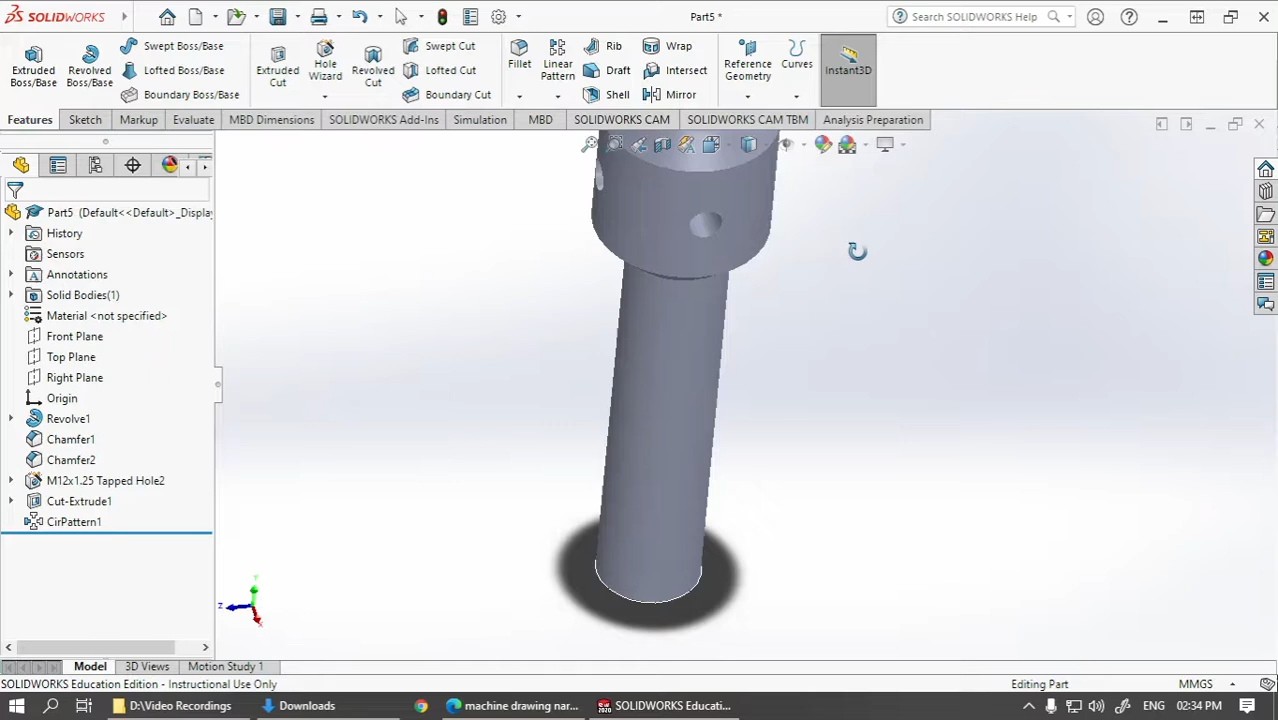 SOLIDWORKS
Part5 *
Search SOLIDWORKS Help
Extruded Boss/Base
Revolved Boss/Base
Swept Boss/Base
Lofted Boss/Base
Boundary Boss/Base
Extruded Cut
Hole Wizard
Revolved Cut
Swept Cut
Lofted Cut
Boundary Cut
Fillet
Linear Pattern
Rib
Draft
Shell
Wrap
Intersect
Mirror
Reference Geometry
Curves
Instant3D
Features
Sketch
Markup
Evaluate
MBD Dimensions
SOLIDWORKS Add-Ins
Simulation
MBD
SOLIDWORKS CAM
SOLIDWORKS CAM TBM
Analysis Preparation
Part5 (Default<<Default>_Displa
History
Sensors
Annotations
Solid Bodies(1)
Material <not specified>
Front Plane
Top Plane
Right Plane
Origin
Revolve1
Chamfer1
Chamfer2
M12x1.25 Tapped Hole2
Cut-Extrude1
CirPattern1
Y
Z
X
Model
3D Views
Motion Study 1
SOLIDWORKS Education Edition - Instructional Use Only
Editing Part
MMGS
D:\Video Recordings
Downloads
machine drawing nar...
SOLIDWORKS Educati...
ENG
02:34 PM